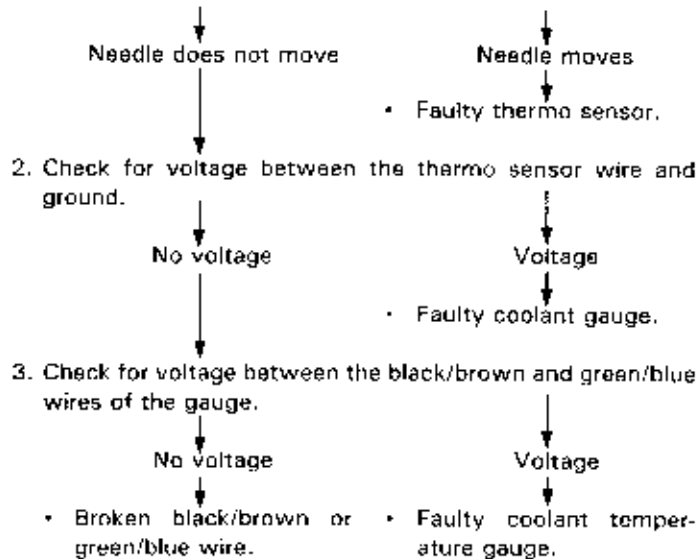 Needle does not move
Needle moves
• Faulty thermo sensor.
2. Check for voltage between the thermo sensor wire and
ground.
No voltage
Voltage
• Faulty coolant gauge.
3. Check for voltage between the black/brown and green/blue
wires of the gauge.
No voltage
Voltage
• Broken black/brown or
green/blue wire.
• Faulty coolant temper-
ature gauge.